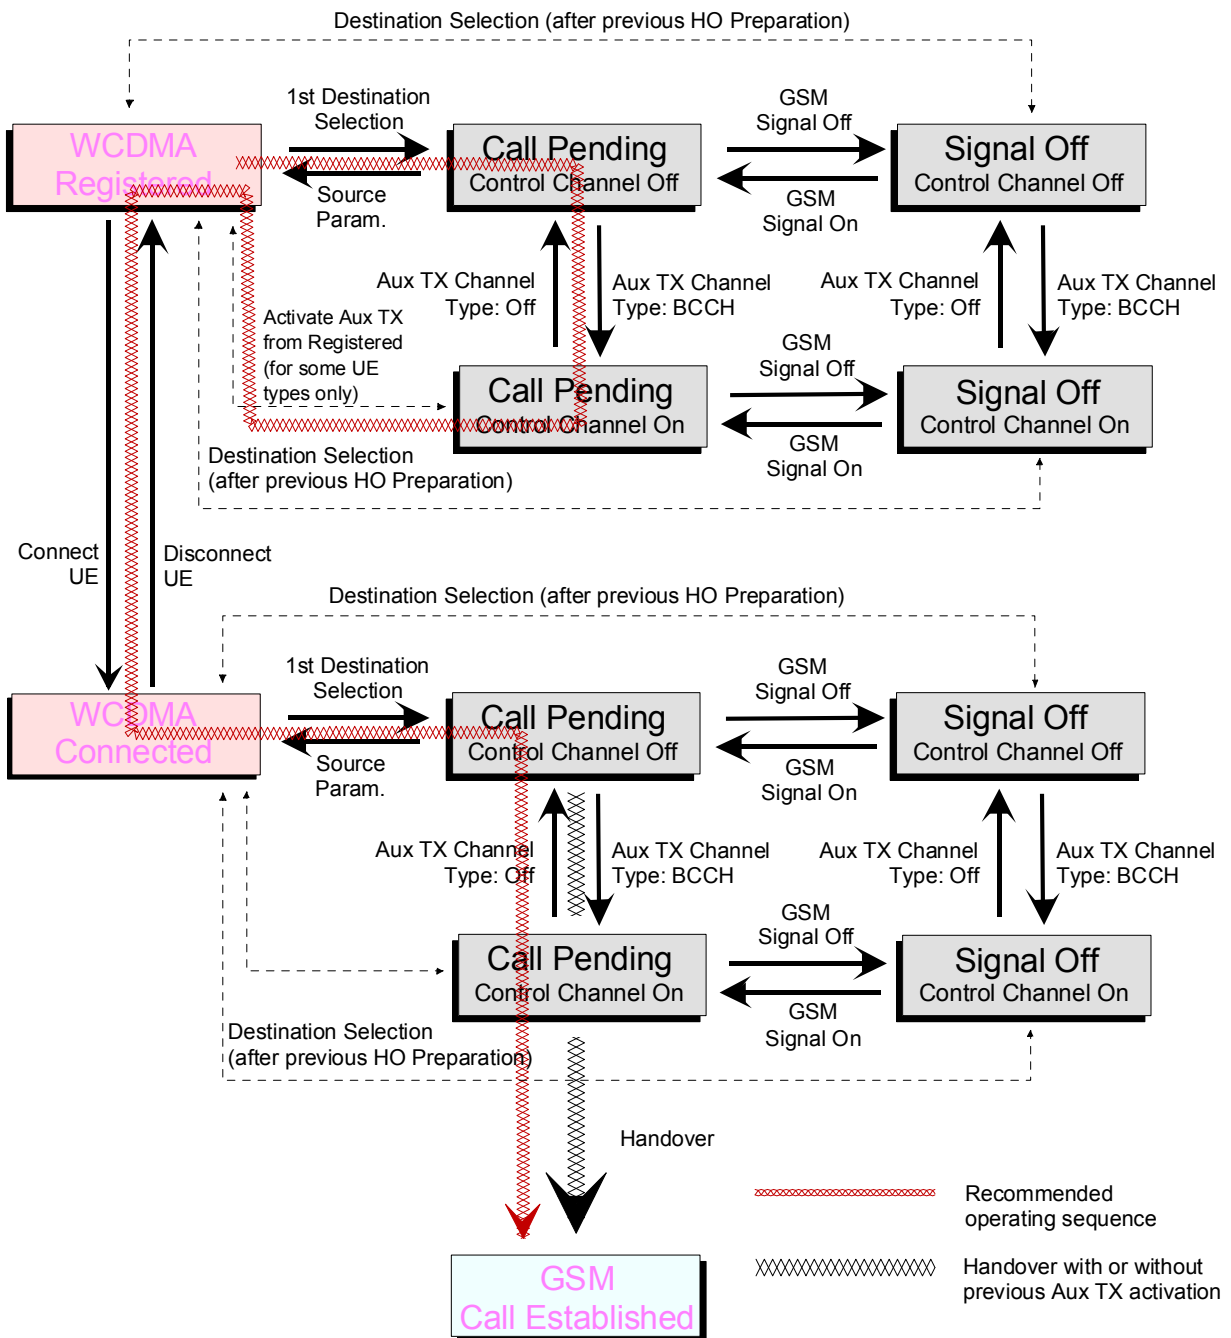 Destination Selection (after previous HO Preparation)
1st Destination
Selection
GSM
Signal Off
WCDMA
Registered
Call Pending
Control Channel Off
Signal Off
Control Channel Off
Source
Param.
GSM
Signal On
Aux TX Channel
Type: Off
Aux TX Channel
Type: BCCH
Aux TX Channel
Type: Off
Aux TX Channel
Type: BCCH
Activate Aux TX
from Registered
(for some UE
types only)
GSM
Signal Off
Call Pending
Control Channel On
Signal Off
Control Channel On
GSM
Signal On
Destination Selection
(after previous HO Preparation)
Connect
UE
Disconnect
UE
Destination Selection (after previous HO Preparation)
1st Destination
Selection
GSM
Signal Off
WCDMA
Connected
Call Pending
Control Channel Off
Signal Off
Control Channel Off
Source
Param.
GSM
Signal On
Aux TX Channel
Type: Off
Aux TX Channel
Type: BCCH
Aux TX Channel
Type: Off
Aux TX Channel
Type: BCCH
GSM
Signal Off
Call Pending
Control Channel On
Signal Off
Control Channel On
GSM
Signal On
Destination Selection
(after previous HO Preparation)
Handover
Recommended
operating sequence
Handover with or without
previous Aux TX activation
GSM
Call Established